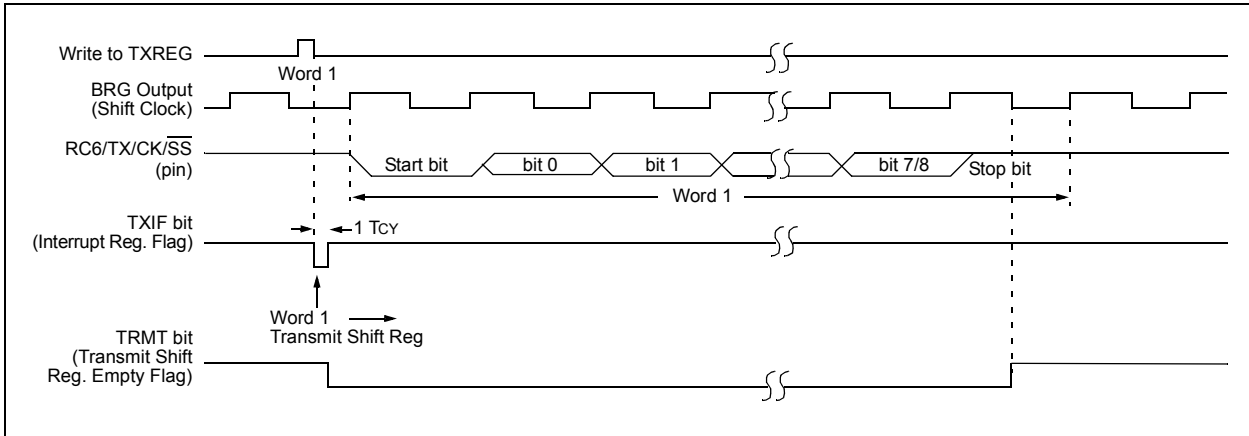 Write to TXREG
Word 1
BRG Output
(Shift Clock)
RC6/TX/CK/SS
(pin)
Start bit
bit 0
bit 1
bit 7/8
Stop bit
Word 1
TXIF bit
(Interrupt Reg. Flag)
1 TCY
Word 1
Transmit Shift Reg
TRMT bit
(Transmit Shift
Reg. Empty Flag)